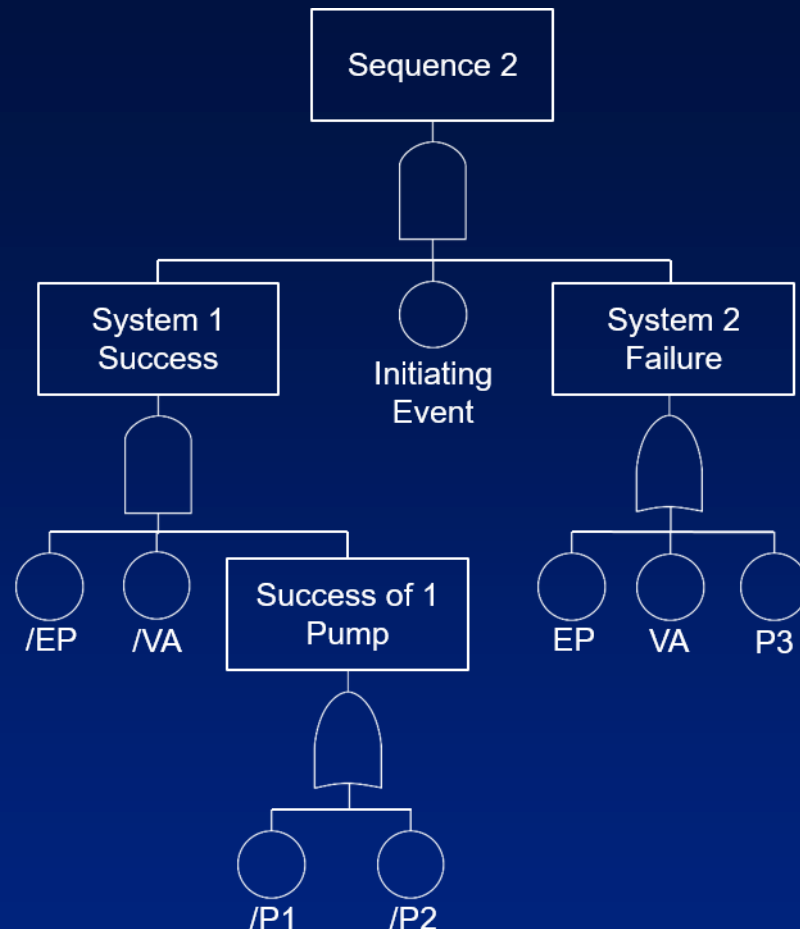 Sequence 2
System 1
Success
Initiating
Event
System 2
Failure
/EP
/VA
Success of 1
Pump
EP
VA
P3
/P1
/P2